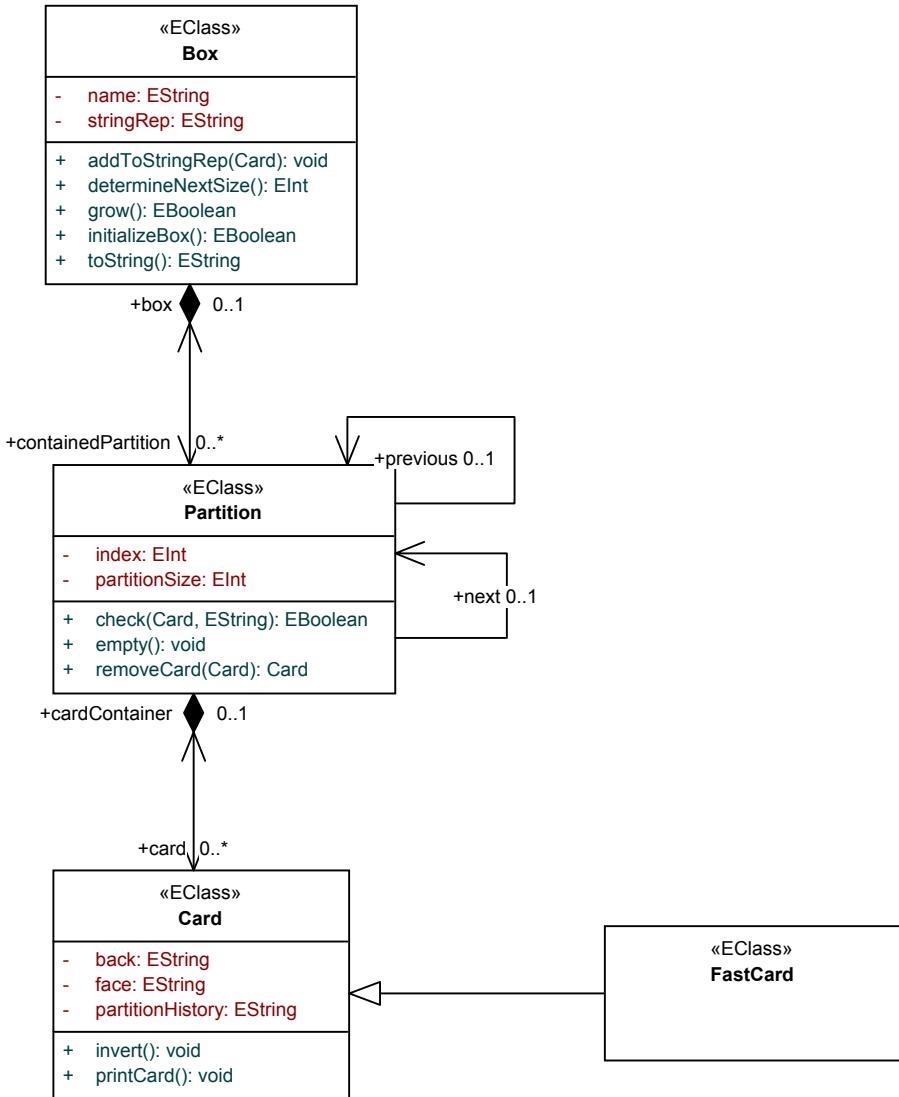 «EClass»
Box
- name: EString
- stringRep: EString
+ addToStringRep(Card): void
+ determineNextSize(): EInt
+ grow(): EBoolean
+ initializeBox(): EBoolean
+ toString(): EString
+box 0..1
+containedPartition 0..*
+previous 0..1
«EClass»
Partition
- index: EInt
- partitionSize: EInt
+next 0..1
+ check(Card, EString): EBoolean
+ empty(): void
+ removeCard(Card): Card
+cardContainer 0..1
+card 0..*
«EClass»
Card
- back: EString
- face: EString
- partitionHistory: EString
+ invert(): void
+ printCard(): void
«EClass»
FastCard